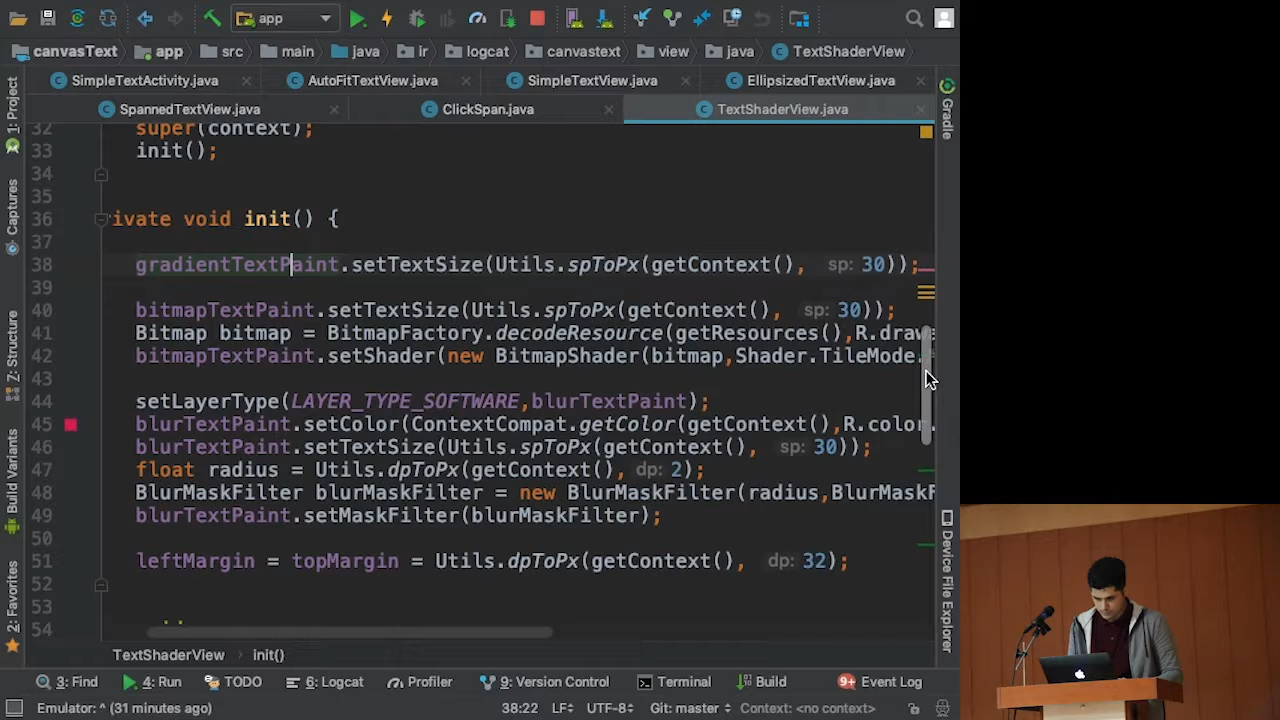 app
canvasText app src main java ir logcat canvastext view java TextShaderView
SimpleTextActivity.java AutoFitTextView.java SimpleTextView.java EllipsizedTextView.java
SpannedTextView.java ClickSpan.java TextShaderView.java
32 super(context);
33 init();
34
35
36 ivate void init() {
37
38 gradientTextPaint.setTextSize(Utils.spToPx(getContext(), sp: 30));
39
40 bitmapTextPaint.setTextSize(Utils.spToPx(getContext(), sp: 30));
41 Bitmap bitmap = BitmapFactory.decodeResource(getResources(),R.draw
42 bitmapTextPaint.setShader(new BitmapShader(bitmap,Shader.TileMode.
43
44 setLayerType(LAYER_TYPE_SOFTWARE,blurTextPaint);
45 blurTextPaint.setColor(ContextCompat.getColor(getContext(),R.color.
46 blurTextPaint.setTextSize(Utils.spToPx(getContext(), sp: 30));
47 float radius = Utils.dpToPx(getContext(), dp: 2);
48 BlurMaskFilter blurMaskFilter = new BlurMaskFilter(radius,BlurMaskF
49 blurTextPaint.setMaskFilter(blurMaskFilter);
50
51 leftMargin = topMargin = Utils.dpToPx(getContext(), dp: 32);
52
53
54
TextShaderView › init()
3: Find 4: Run TODO 6: Logcat Profiler 9: Version Control Terminal Build 9+ Event Log
Emulator: ^ (31 minutes ago) 38:22 LF UTF-8 Git: master Context: <no context>
1: Project
Captures
Z: Structure
Build Variants
2: Favorites
Gradle
Device File Explorer